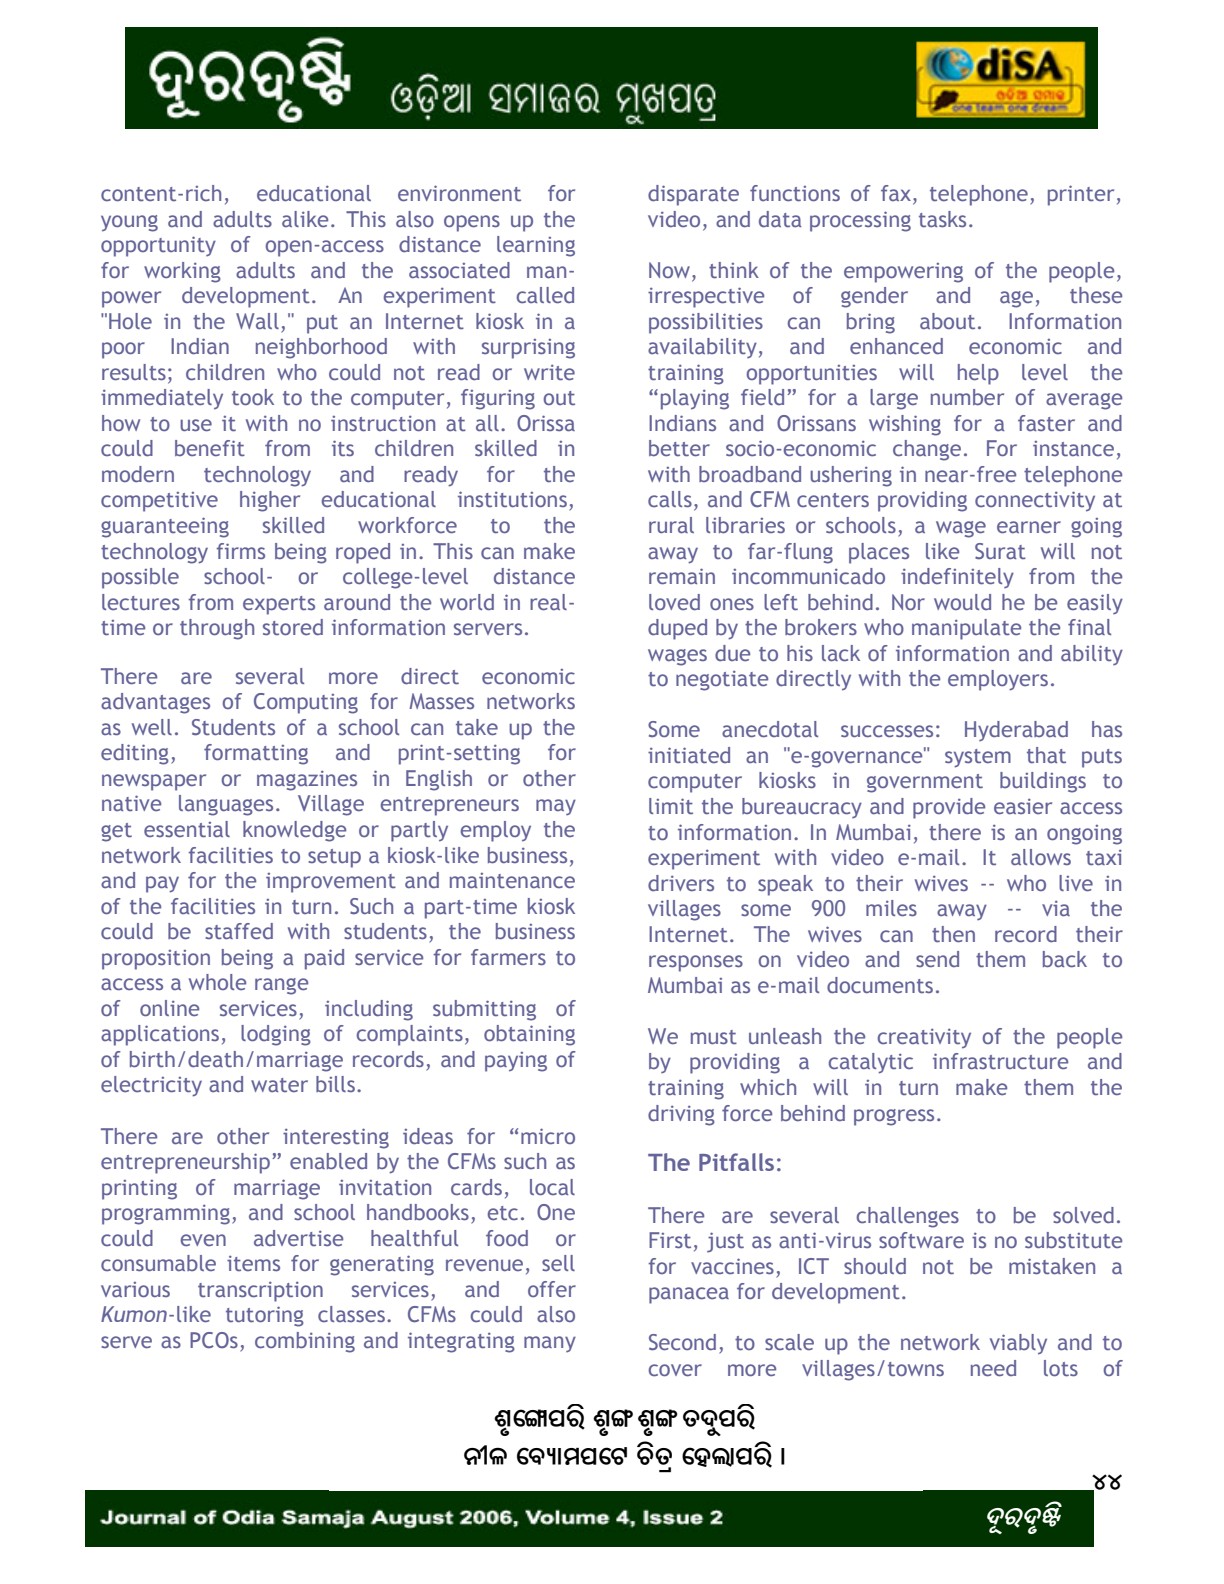 ଦୂରଦୃଷ୍ଟି
ଓଡ଼ିଆ ସମାଜର ମୁଖପତ୍ର
diSA
ଓଡ଼ିଆ ସମାଜ
one team one dream
content-rich, educational environment for
young and adults alike. This also opens up the
opportunity of open-access distance learning
for working adults and the associated man-
power development. An experiment called
"Hole in the Wall," put an Internet kiosk in a
poor Indian neighborhood with surprising
results; children who could not read or write
immediately took to the computer, figuring out
how to use it with no instruction at all. Orissa
could benefit from its children skilled in
modern technology and ready for the
competitive higher educational institutions,
guaranteeing skilled workforce to the
technology firms being roped in. This can make
possible school- or college-level distance
lectures from experts around the world in real-
time or through stored information servers.
There are several more direct economic
advantages of Computing for Masses networks
as well. Students of a school can take up the
editing, formatting and print-setting for
newspaper or magazines in English or other
native languages. Village entrepreneurs may
get essential knowledge or partly employ the
network facilities to setup a kiosk-like business,
and pay for the improvement and maintenance
of the facilities in turn. Such a part-time kiosk
could be staffed with students, the business
proposition being a paid service for farmers to
access a whole range
of online services, including submitting of
applications, lodging of complaints, obtaining
of birth/death/marriage records, and paying of
electricity and water bills.
There are other interesting ideas for “micro
entrepreneurship” enabled by the CFMs such as
printing of marriage invitation cards, local
programming, and school handbooks, etc. One
could even advertise healthful food or
consumable items for generating revenue, sell
various transcription services, and offer
Kumon-like tutoring classes. CFMs could also
serve as PCOs, combining and integrating many
disparate functions of fax, telephone, printer,
video, and data processing tasks.
Now, think of the empowering of the people,
irrespective of gender and age, these
possibilities can bring about. Information
availability, and enhanced economic and
training opportunities will help level the
“playing field” for a large number of average
Indians and Orissans wishing for a faster and
better socio-economic change. For instance,
with broadband ushering in near-free telephone
calls, and CFM centers providing connectivity at
rural libraries or schools, a wage earner going
away to far-flung places like Surat will not
remain incommunicado indefinitely from the
loved ones left behind. Nor would he be easily
duped by the brokers who manipulate the final
wages due to his lack of information and ability
to negotiate directly with the employers.
Some anecdotal successes: Hyderabad has
initiated an "e-governance" system that puts
computer kiosks in government buildings to
limit the bureaucracy and provide easier access
to information. In Mumbai, there is an ongoing
experiment with video e-mail. It allows taxi
drivers to speak to their wives -- who live in
villages some 900 miles away -- via the
Internet. The wives can then record their
responses on video and send them back to
Mumbai as e-mail documents.
We must unleash the creativity of the people
by providing a catalytic infrastructure and
training which will in turn make them the
driving force behind progress.
The Pitfalls:
There are several challenges to be solved.
First, just as anti-virus software is no substitute
for vaccines, ICT should not be mistaken a
panacea for development.
Second, to scale up the network viably and to
cover more villages/towns need lots of
ଶୃଙ୍ଗୋପରି ଶୃଙ୍ଗ ଶୃଙ୍ଗ ତଦୁପରି
ନୀଳ ବ୍ୟୋମପଟେ ଚିତ୍ର ହେଲାପରି ।
୪୪
Journal of Odia Samaja August 2006, Volume 4, Issue 2
ଦୂରଦୃଷ୍ଟି